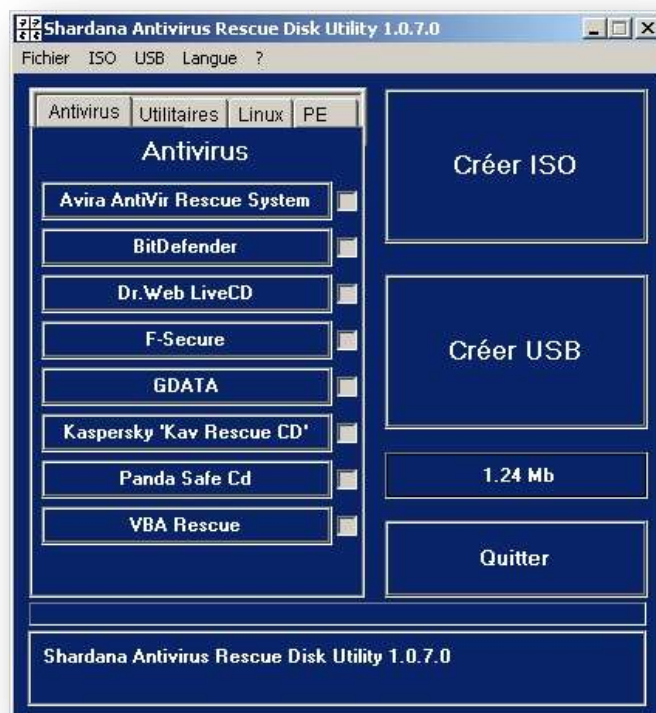 Shardana Antivirus Rescue Disk Utility 1.0.7.0
Fichier ISO USB Langue ?
Antivirus Utilitaires Linux PE
Antivirus
Avira AntiVir Rescue System
BitDefender
Dr.Web LiveCD
F-Secure
GDATA
Kaspersky 'Kav Rescue CD'
Panda Safe Cd
VBA Rescue
Créer ISO
Créer USB
1.24 Mb
Quitter
Shardana Antivirus Rescue Disk Utility 1.0.7.0